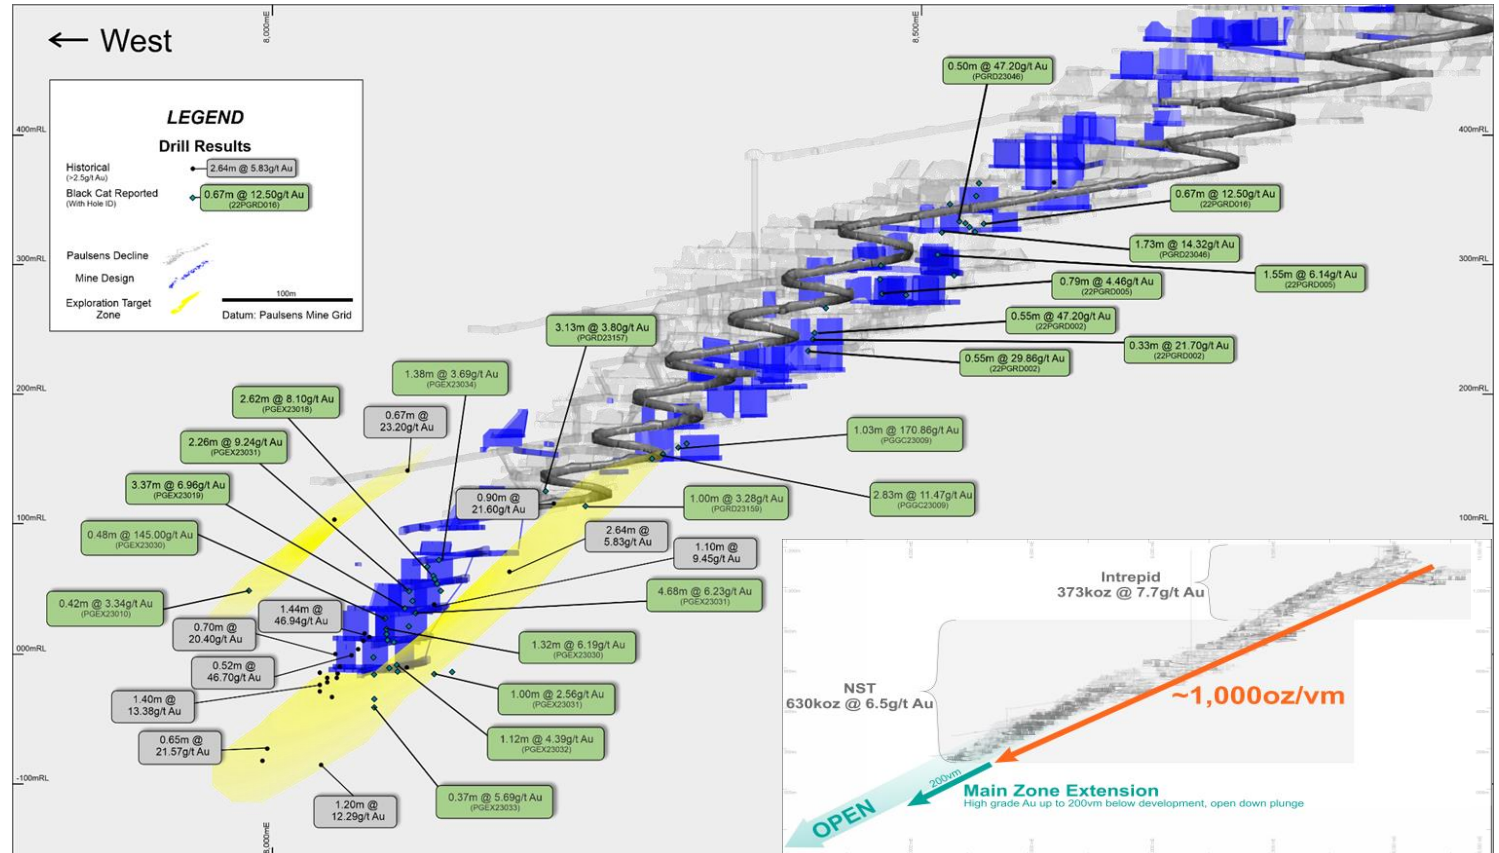 ← West
8,000mE
8,500mE
LEGEND
Drill Results
Historical
(>2.5g/t Au)
2.64m @ 5.83g/t Au
Black Cat Reported
(With Hole ID)
0.67m @ 12.50g/t Au
(22PGRD016)
Paulsens Decline
Mine Design
Exploration Target
Zone
100m
Datum: Paulsens Mine Grid
400mRL
400mRL
300mRL
300mRL
200mRL
200mRL
100mRL
100mRL
000mRL
-100mRL
8,000mE
0.50m @ 47.20g/t Au
(PGRD23046)
0.67m @ 12.50g/t Au
(22PGRD016)
1.73m @ 14.32g/t Au
(PGRD23046)
1.55m @ 6.14g/t Au
(22PGRD005)
0.79m @ 4.46g/t Au
(22PGRD005)
0.55m @ 47.20g/t Au
(22PGRD002)
0.33m @ 21.70g/t Au
(22PGRD002)
0.55m @ 29.86g/t Au
(22PGRD002)
3.13m @ 3.80g/t Au
(PGRD23157)
1.38m @ 3.69g/t Au
(PGEX23034)
2.62m @ 8.10g/t Au
(PGEX23018)
0.67m @
23.20g/t Au
2.26m @ 9.24g/t Au
(PGEX23031)
1.03m @ 170.86g/t Au
(PGGC23009)
3.37m @ 6.96g/t Au
(PGEX23019)
0.90m @
21.60g/t Au
1.00m @ 3.28g/t Au
(PGRD23159)
2.83m @ 11.47g/t Au
(PGGC23009)
0.48m @ 145.00g/t Au
(PGEX23030)
2.64m @
5.83g/t Au
1.10m @
9.45g/t Au
0.42m @ 3.34g/t Au
(PGEX23010)
1.44m @
46.94g/t Au
4.68m @ 6.23g/t Au
(PGEX23031)
0.70m @
20.40g/t Au
1.32m @ 6.19g/t Au
(PGEX23030)
0.52m @
46.70g/t Au
1.00m @ 2.56g/t Au
(PGEX23031)
1.40m @
13.38g/t Au
1.12m @ 4.39g/t Au
(PGEX23032)
0.65m @
21.57g/t Au
0.37m @ 5.69g/t Au
(PGEX23033)
1.20m @
12.29g/t Au
Intrepid
373koz @ 7.7g/t Au
NST
630koz @ 6.5g/t Au
~1,000oz/vm
200vm
Main Zone Extension
High grade Au up to 200vm below development, open down plunge
OPEN